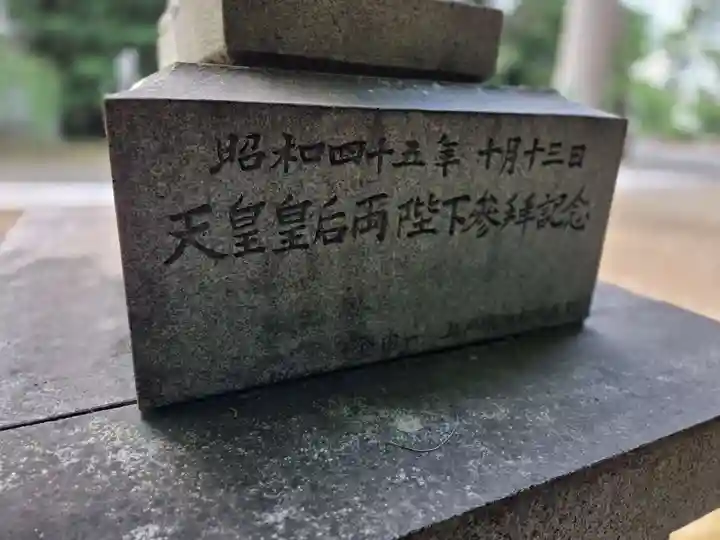 昭和四十五年 十月十三日
天皇皇后両陛下参拜記念